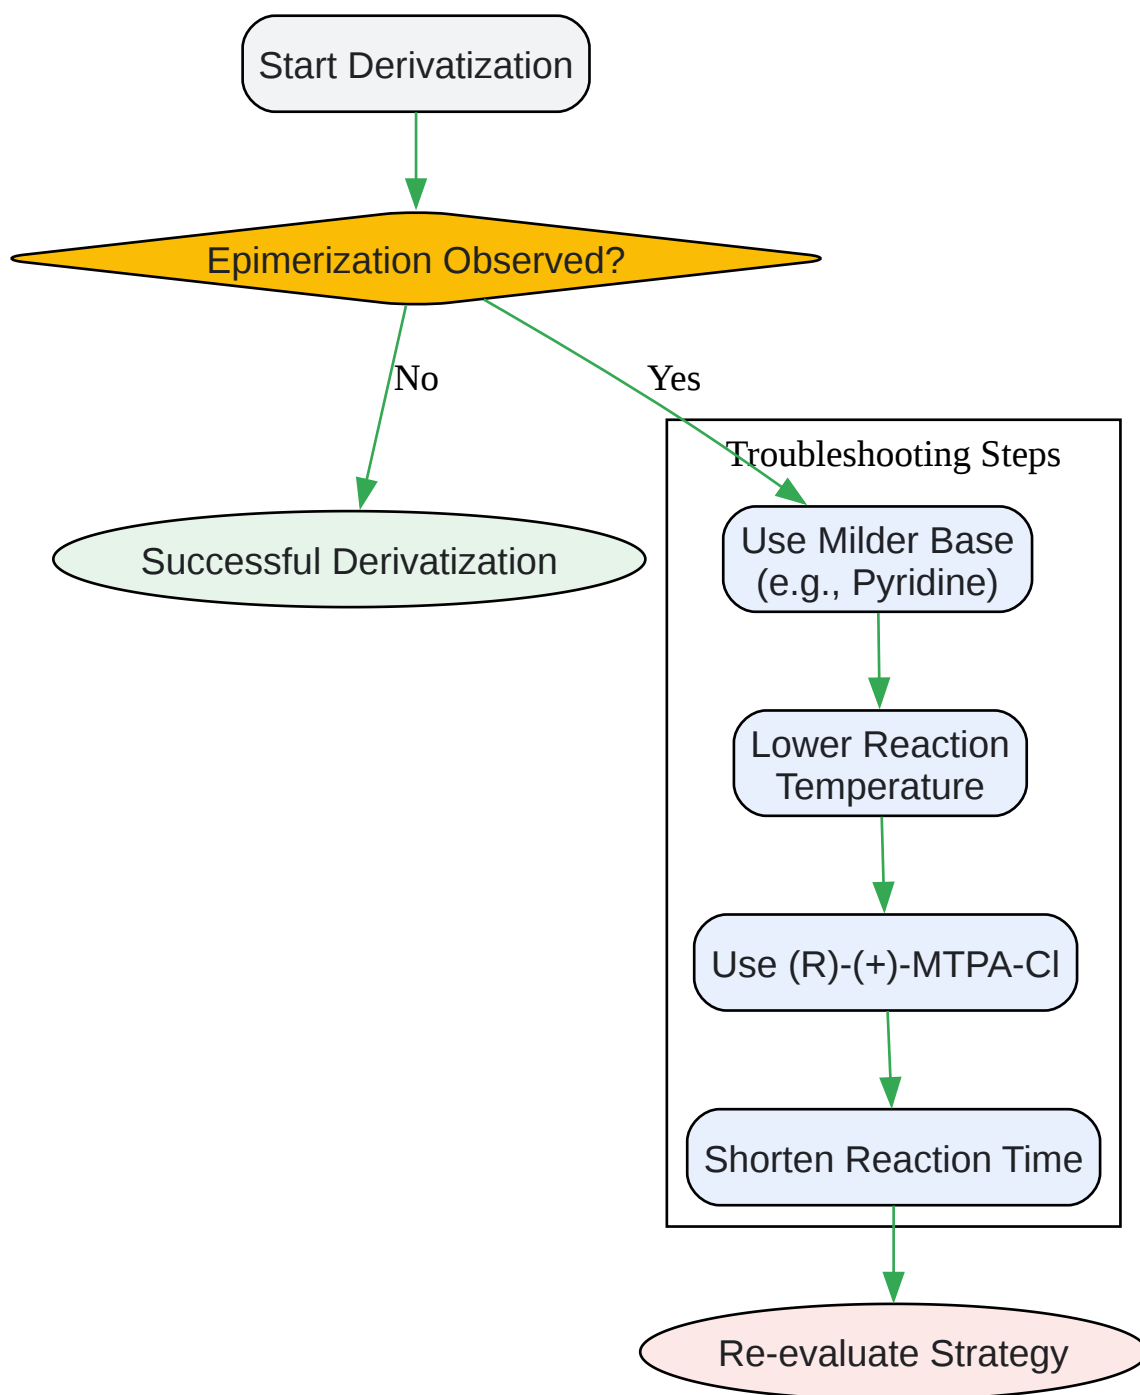 Start Derivatization
Epimerization Observed?
No
Yes
Troubleshooting Steps
Successful Derivatization
Use Milder Base
(e.g., Pyridine)
Lower Reaction
Temperature
Use (R)-(+)-MTPA-Cl
Shorten Reaction Time
Re-evaluate Strategy